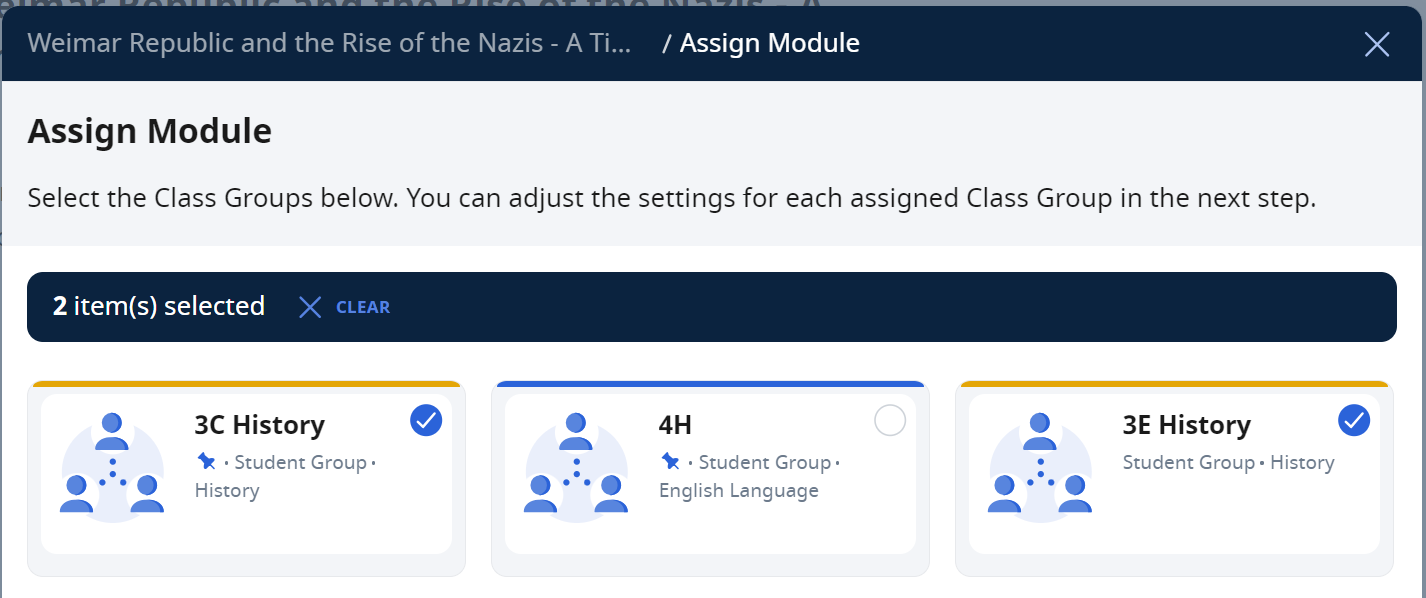 Weimar Republic and the Rise of the Nazis - A Ti... / Assign Module
Assign Module
Select the Class Groups below. You can adjust the settings for each assigned Class Group in the next step.
2 item(s) selected CLEAR
3C History
• Student Group •
History
4H
• Student Group •
English Language
3E History
Student Group • History